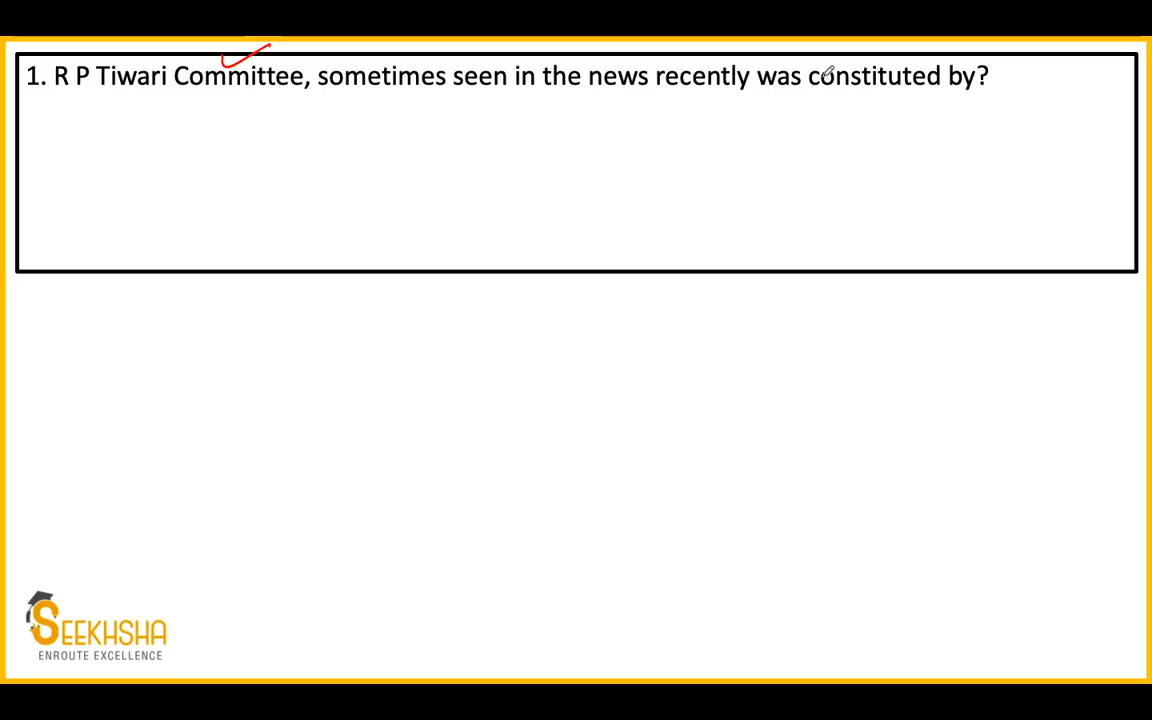 1. R P Tiwari Committee, sometimes seen in the news recently was constituted by?
SEEKHSHA
ENROUTE EXCELLENCE